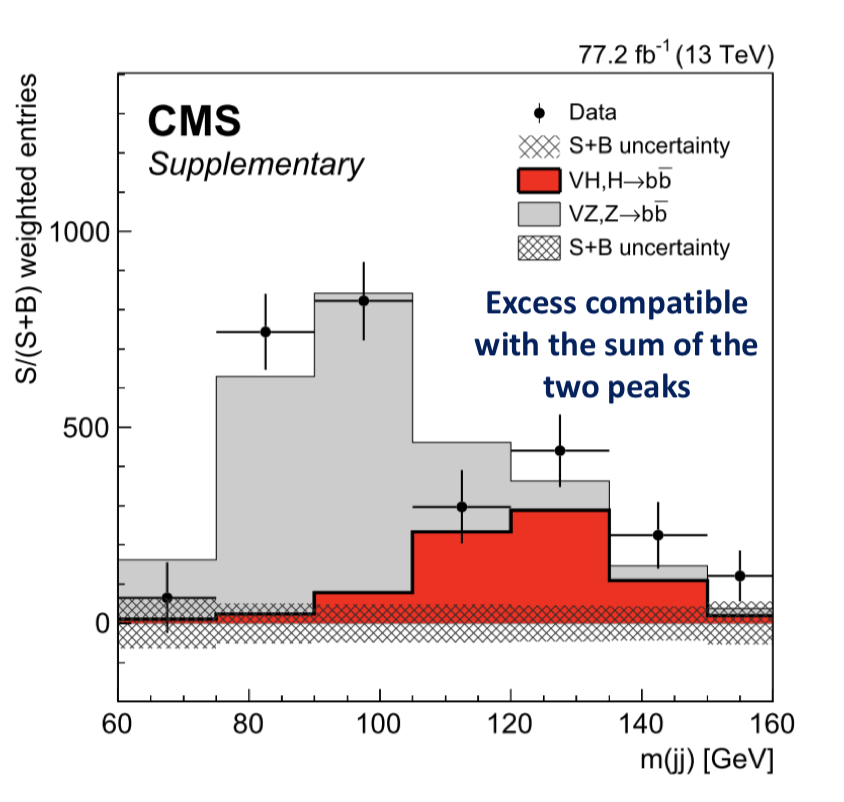 77.2 fb⁻¹ (13 TeV)
CMS
Supplementary
Data
S+B uncertainty
VH,H→bb̅
VZ,Z→bb̅
S+B uncertainty
Excess compatible
with the sum of the
two peaks
S/(S+B) weighted entries
1000
500
0
60 80 100 120 140 160
m(jj) [GeV]